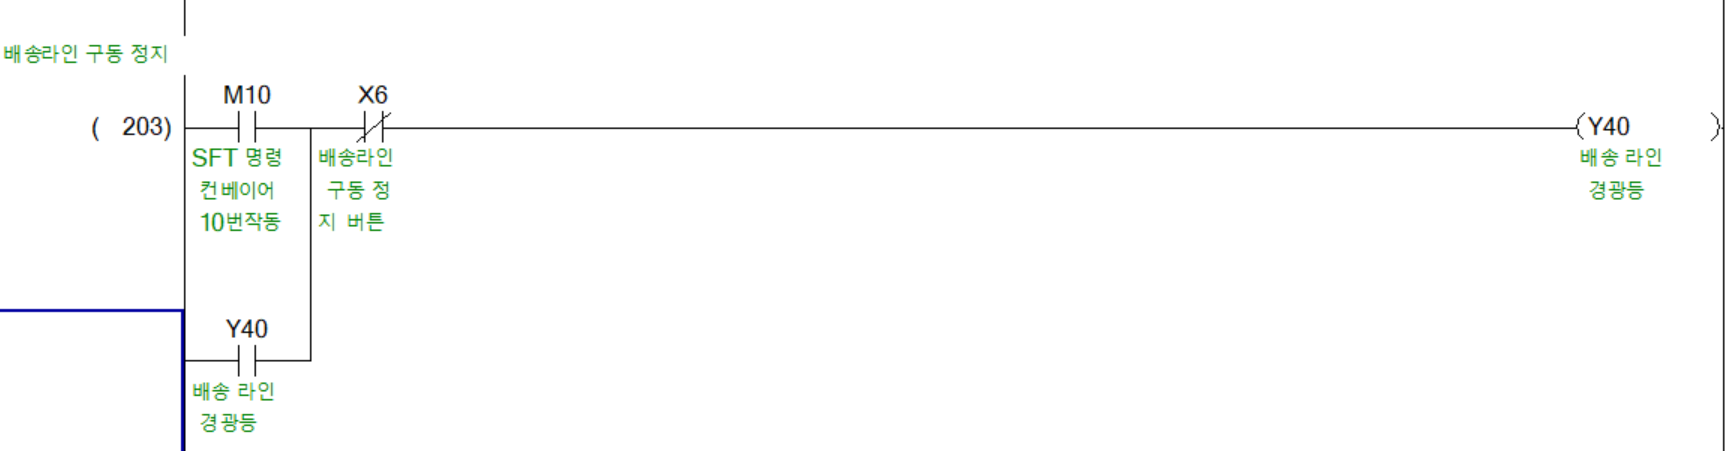 배송라인 구동 정지
M10 X6
( 203) Y40
SFT 명령 배송라인 배송 라인
컨베이어 구동 정 경광등
10번작동 지 버튼
Y40
배송 라인
경광등